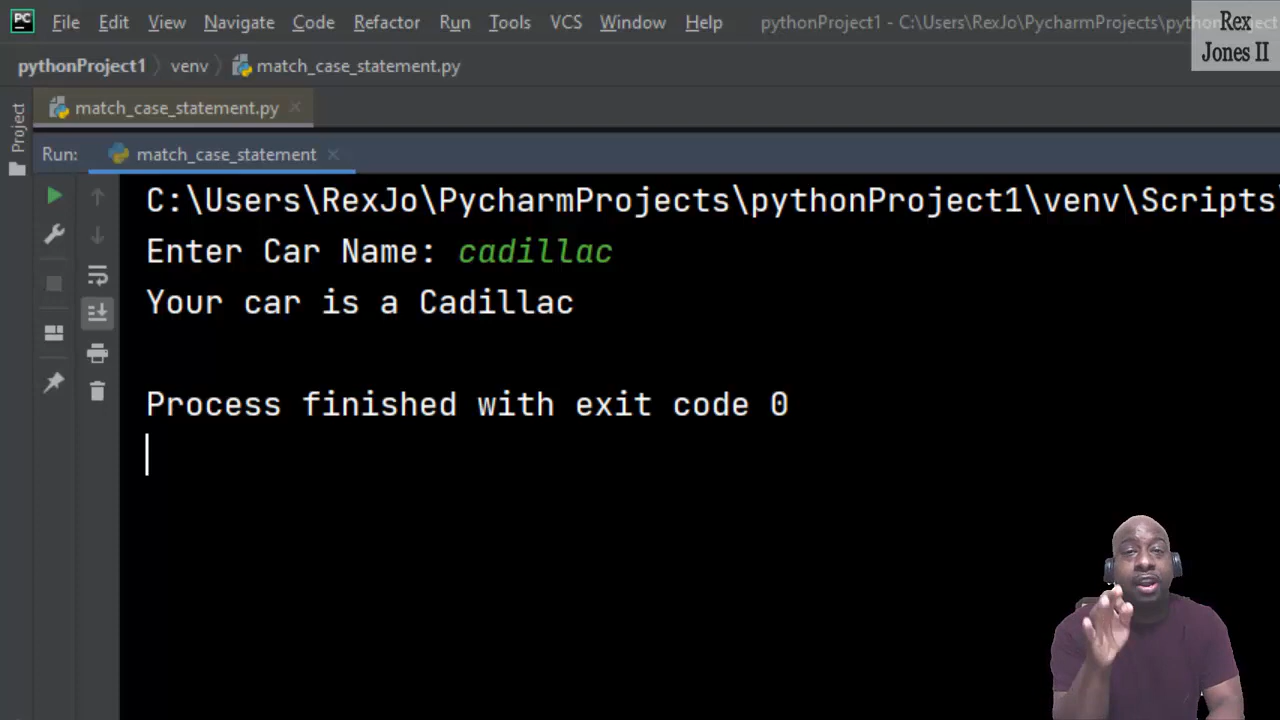 PC File Edit View Navigate Code Refactor Run Tools VCS Window Help pythonProject1 - C:\Users\RexJo\PycharmProjects\
Rex
Jones II
pythonProject1 venv match_case_statement.py
Project
match_case_statement.py
Run: match_case_statement
C:\Users\RexJo\PycharmProjects\pythonProject1\venv\Scripts\
Enter Car Name: cadillac
Your car is a Cadillac
Process finished with exit code 0